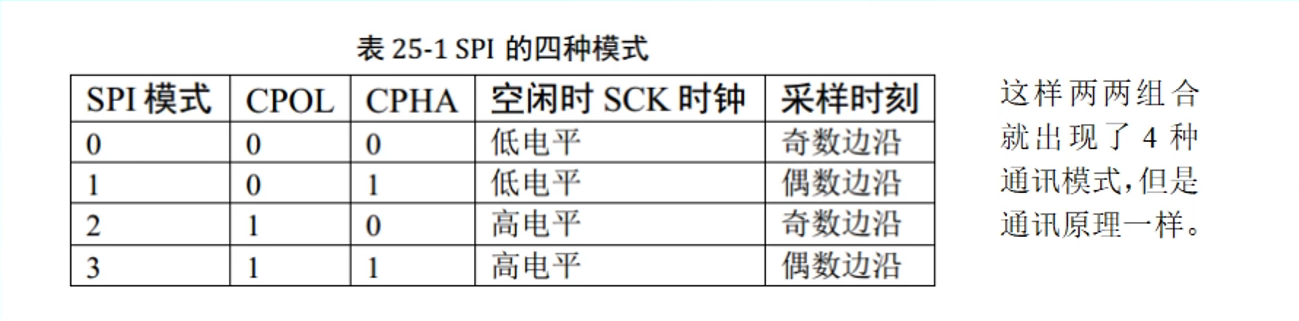 表 25-1 SPI 的四种模式
SPI 模式 CPOL CPHA 空闲时 SCK 时钟 采样时刻
0 0 0 低电平 奇数边沿
1 0 1 低电平 偶数边沿
2 1 0 高电平 奇数边沿
3 1 1 高电平 偶数边沿
这样两两组合
就出现了 4 种
通讯模式,但是
通讯原理一样。